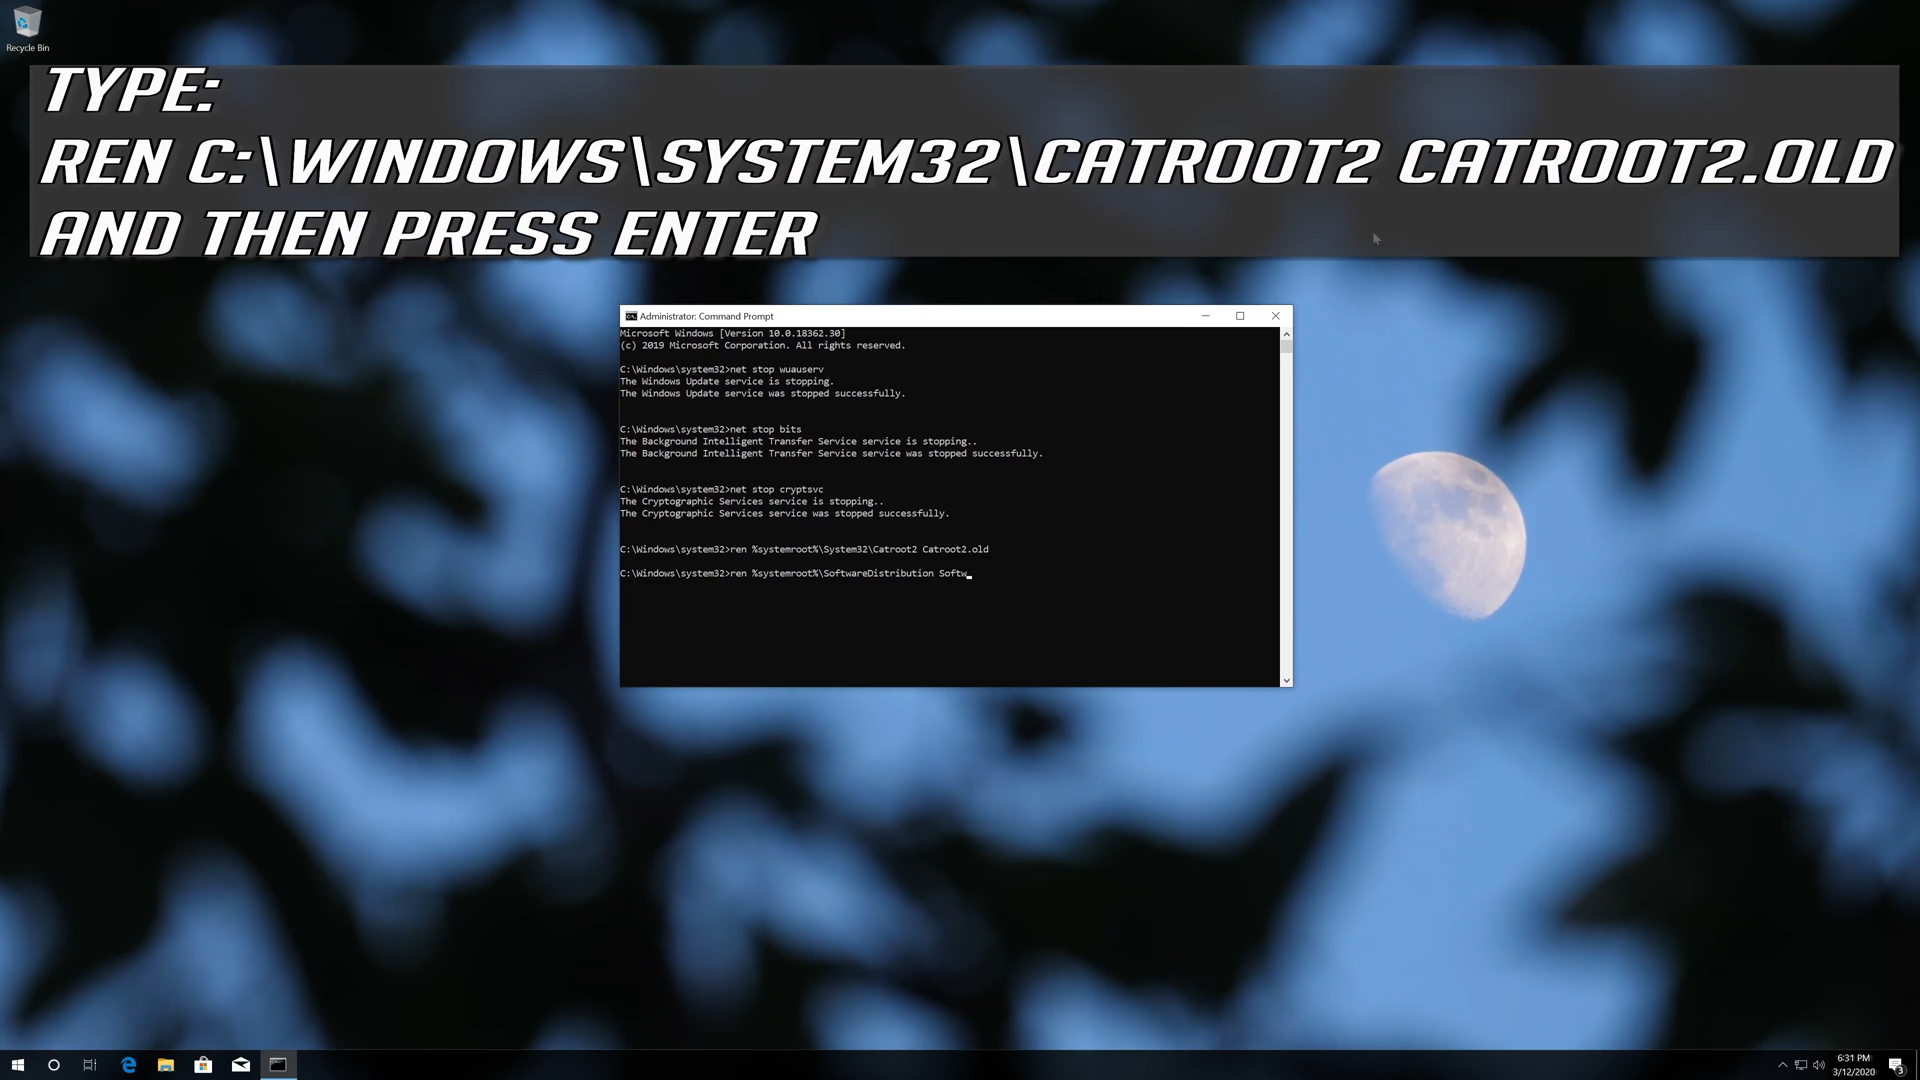 Recycle Bin
TYPE:
REN C:\WINDOWS\SYSTEM32\CATROOT2 CATROOT2.OLD
AND THEN PRESS ENTER
Administrator: Command Prompt
Microsoft Windows [Version 10.0.18362.30]
(c) 2019 Microsoft Corporation. All rights reserved.
C:\Windows\system32>net stop wuauserv
The Windows Update service is stopping.
The Windows Update service was stopped successfully.
C:\Windows\system32>net stop bits
The Background Intelligent Transfer Service service is stopping..
The Background Intelligent Transfer Service service was stopped successfully.
C:\Windows\system32>net stop cryptsvc
The Cryptographic Services service is stopping..
The Cryptographic Services service was stopped successfully.
C:\Windows\system32>ren %systemroot%\System32\Catroot2 Catroot2.old
C:\Windows\system32>ren %systemroot%\SoftwareDistribution Softw_
6:31 PM
3/12/2020
3